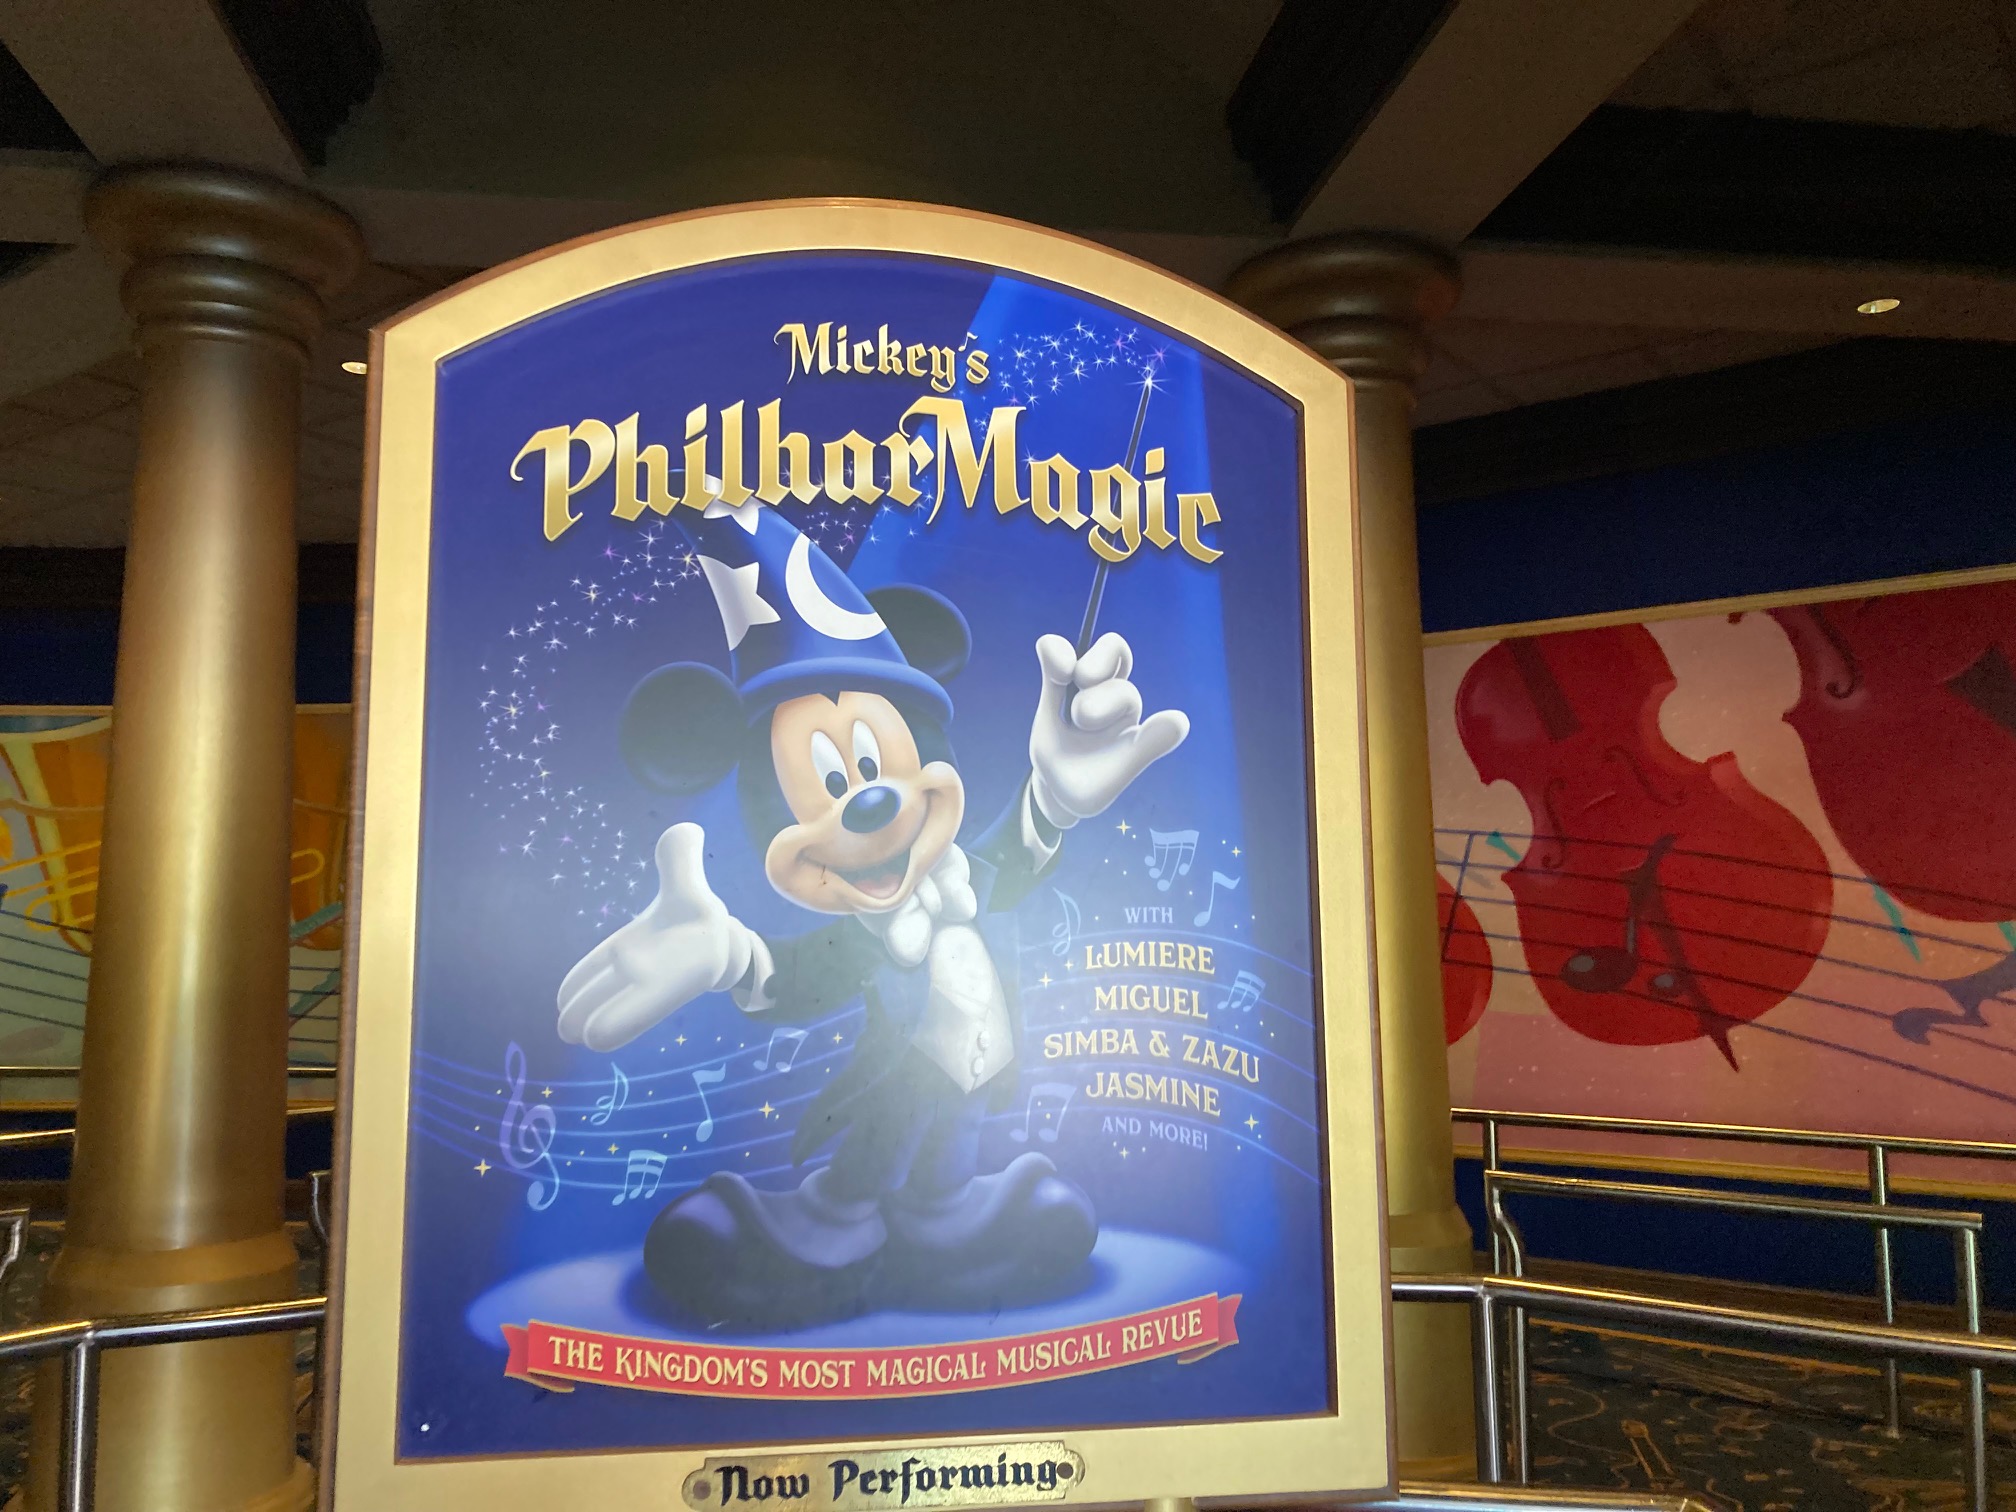 Mickey's
PhilharMagic
WITH
LUMIERE
MIGUEL
SIMBA & ZAZU
JASMINE
AND MORE!
THE KINGDOM'S MOST MAGICAL MUSICAL REVUE
Now Performing